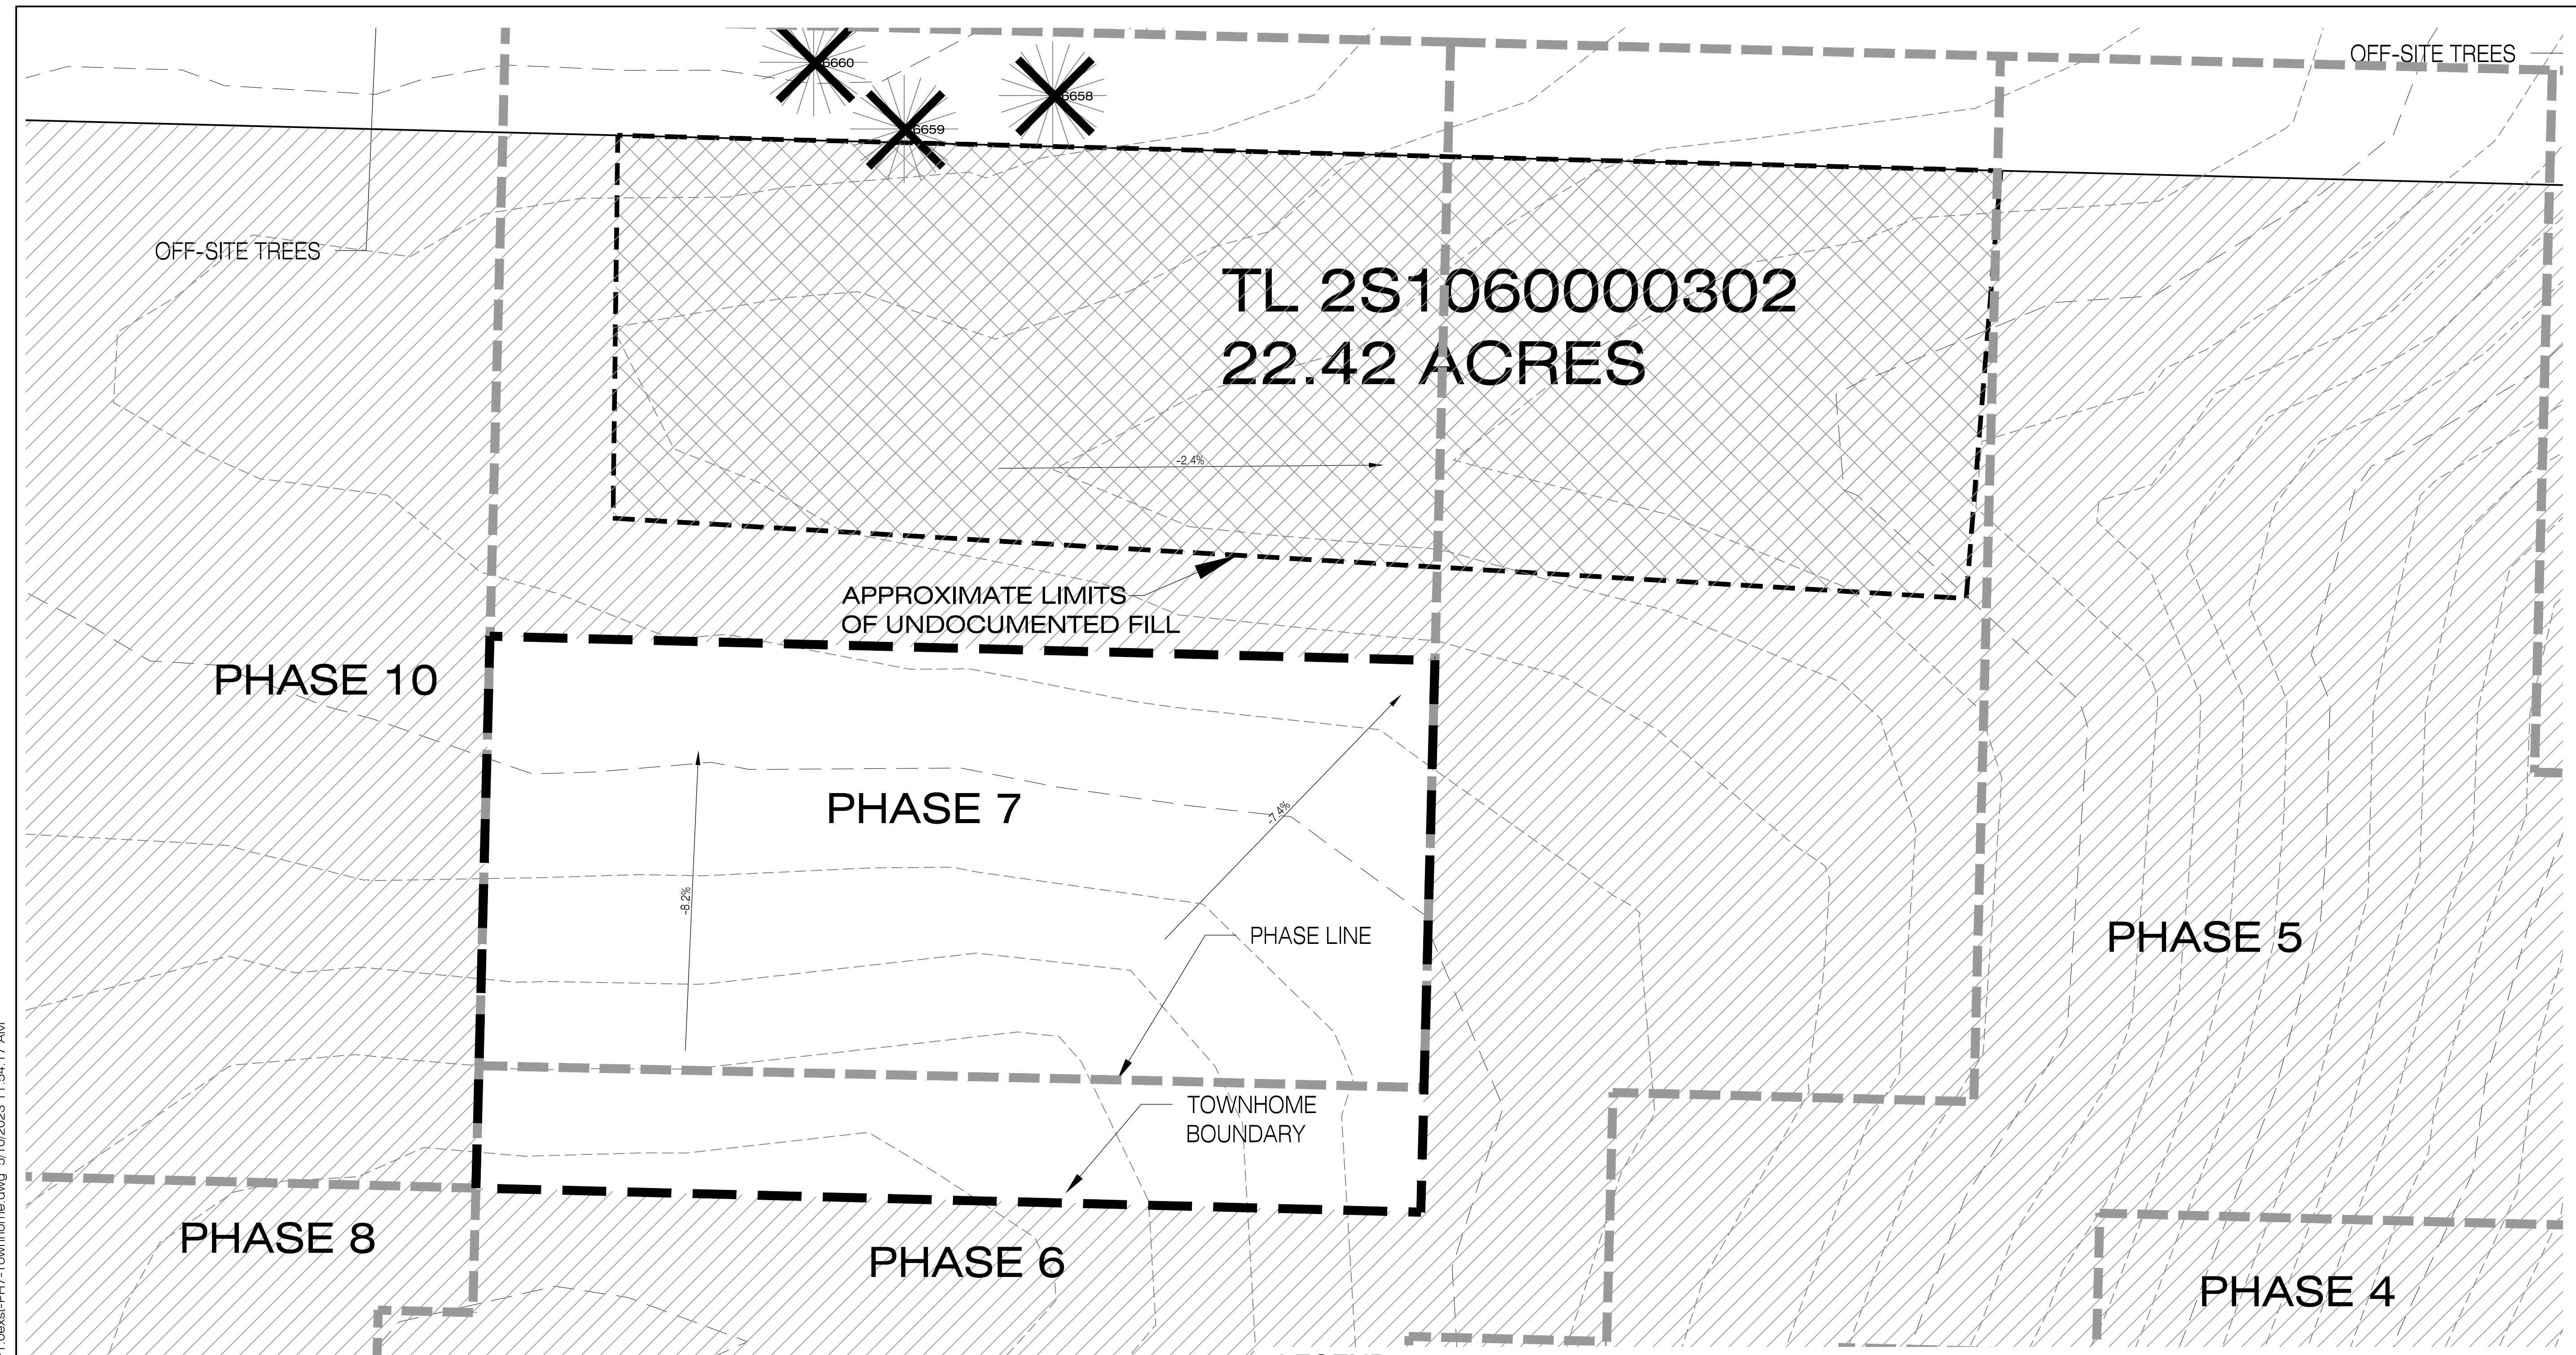 OFF-SITE TREES
6660
6658
6659
OFF-SITE TREES
TL 2S1060000302
22.42 ACRES
-2.4%
APPROXIMATE LIMITS
OF UNDOCUMENTED FILL
PHASE 10
PHASE 7
-7.4%
-8.2%
PHASE LINE
PHASE 5
TOWNHOME
BOUNDARY
PHASE 8
PHASE 6
PHASE 4